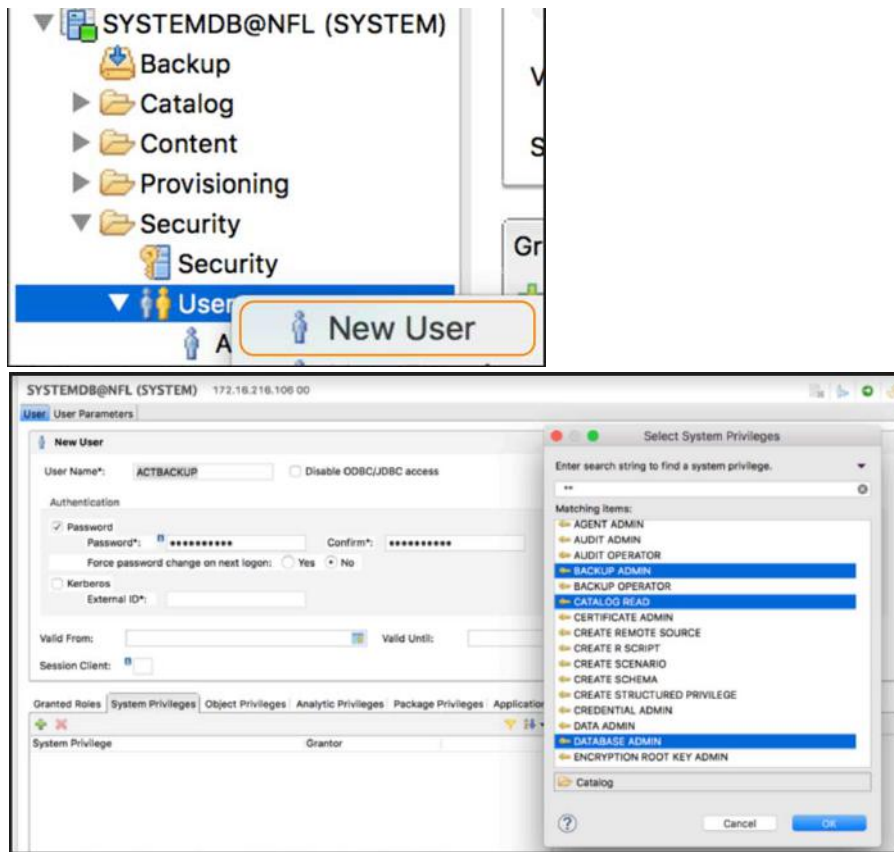 SYSTEMDB@NFL (SYSTEM)
Backup
Catalog
Content
Provisioning
Security
Security
User
New User
A
Gr
SYSTEMDB@NFL (SYSTEM) 172.16.216.106 00
User User Parameters
New User
User Name*: ACTBACKUP Disable ODBC/JDBC access
Authentication
Password
Password*: ●●●●●●●●●● Confirm*: ●●●●●●●●●●
Force password change on next logon: Yes No
Kerberos
External ID*:
Valid From: Valid Until:
Session Client:
Granted Roles System Privileges Object Privileges Analytic Privileges Package Privileges Application
System Privilege Grantor
Select System Privileges
Enter search string to find a system privilege.
**
Matching items:
AGENT ADMIN
AUDIT ADMIN
AUDIT OPERATOR
BACKUP ADMIN
BACKUP OPERATOR
CATALOG READ
CERTIFICATE ADMIN
CREATE REMOTE SOURCE
CREATE R SCRIPT
CREATE SCENARIO
CREATE SCHEMA
CREATE STRUCTURED PRIVILEGE
CREDENTIAL ADMIN
DATA ADMIN
DATABASE ADMIN
ENCRYPTION ROOT KEY ADMIN
Catalog
Cancel OK